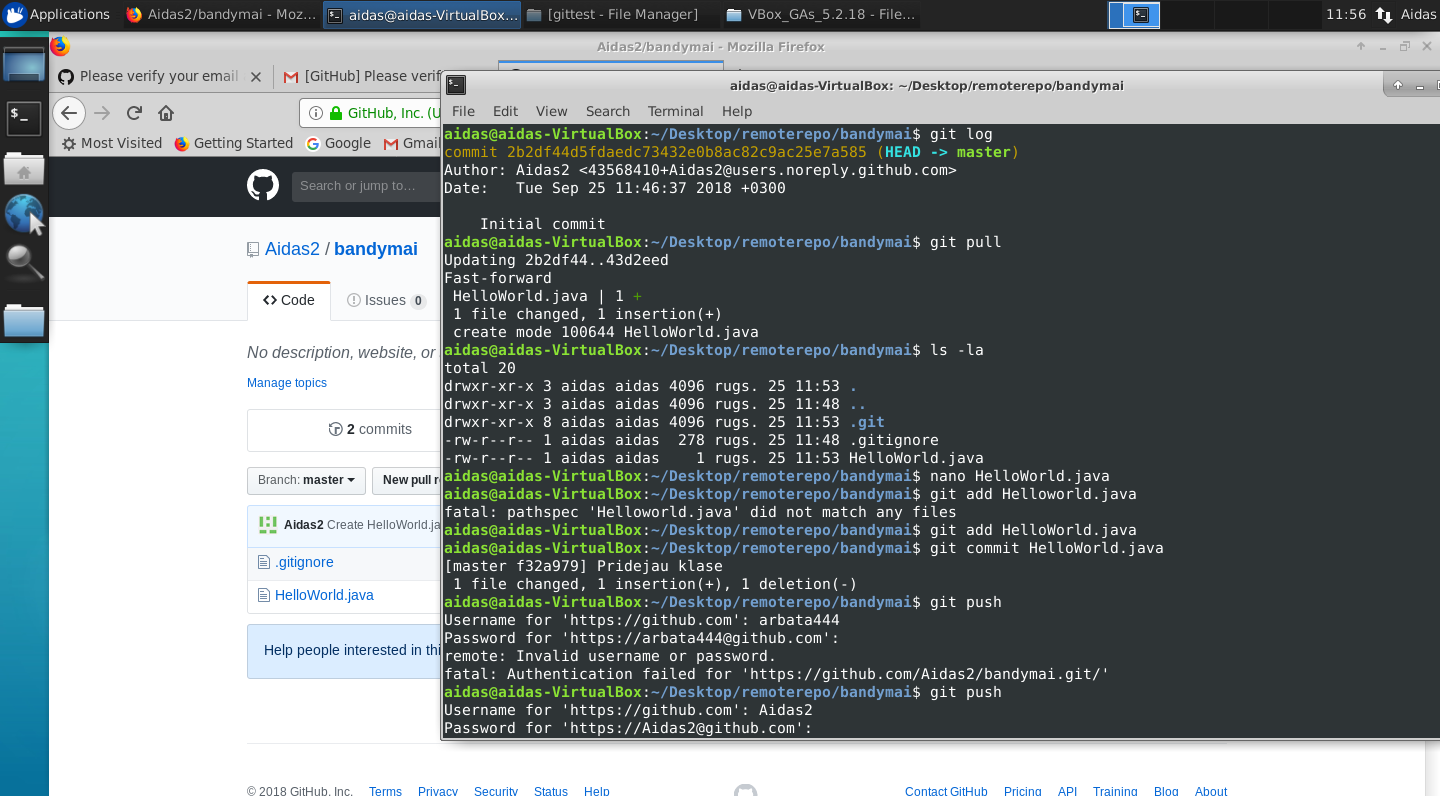 Applications
Aidas2/bandymai - Moz...
aidas@aidas-VirtualBox...
[gittest - File Manager]
VBox_GAs_5.2.18 - File...
11:56
Aidas
Aidas2/bandymai - Mozilla Firefox
Please verify your email
[GitHub] Please verif
GitHub, Inc. (U
Most Visited
Getting Started
Google
Gmai
Search or jump to…
Aidas2 / bandymai
Code
Issues 0
No description, website, or
Manage topics
2 commits
Branch: master
New pull re
Aidas2 Create HelloWorld.ja
.gitignore
HelloWorld.java
Help people interested in thi
© 2018 GitHub, Inc.
Terms
Privacy
Security
Status
Help
Contact GitHub
Pricing
API
Training
Blog
About
aidas@aidas-VirtualBox: ~/Desktop/remoterepo/bandymai
File Edit View Search Terminal Help
aidas@aidas-VirtualBox:~/Desktop/remoterepo/bandymai$ git log
commit 2b2df44d5fdaedc73432e0b8ac82c9ac25e7a585 (HEAD -> master)
Author: Aidas2 <43568410+Aidas2@users.noreply.github.com>
Date:   Tue Sep 25 11:46:37 2018 +0300
    Initial commit
aidas@aidas-VirtualBox:~/Desktop/remoterepo/bandymai$ git pull
Updating 2b2df44..43d2eed
Fast-forward
 HelloWorld.java | 1 +
 1 file changed, 1 insertion(+)
 create mode 100644 HelloWorld.java
aidas@aidas-VirtualBox:~/Desktop/remoterepo/bandymai$ ls -la
total 20
drwxr-xr-x 3 aidas aidas 4096 rugs. 25 11:53 .
drwxr-xr-x 3 aidas aidas 4096 rugs. 25 11:48 ..
drwxr-xr-x 8 aidas aidas 4096 rugs. 25 11:53 .git
-rw-r--r-- 1 aidas aidas  278 rugs. 25 11:48 .gitignore
-rw-r--r-- 1 aidas aidas    1 rugs. 25 11:53 HelloWorld.java
aidas@aidas-VirtualBox:~/Desktop/remoterepo/bandymai$ nano HelloWorld.java
aidas@aidas-VirtualBox:~/Desktop/remoterepo/bandymai$ git add Helloworld.java
fatal: pathspec 'Helloworld.java' did not match any files
aidas@aidas-VirtualBox:~/Desktop/remoterepo/bandymai$ git add HelloWorld.java
aidas@aidas-VirtualBox:~/Desktop/remoterepo/bandymai$ git commit HelloWorld.java
[master f32a979] Pridejau klase
 1 file changed, 1 insertion(+), 1 deletion(-)
aidas@aidas-VirtualBox:~/Desktop/remoterepo/bandymai$ git push
Username for 'https://github.com': arbata444
Password for 'https://arbata444@github.com':
remote: Invalid username or password.
fatal: Authentication failed for 'https://github.com/Aidas2/bandymai.git/'
aidas@aidas-VirtualBox:~/Desktop/remoterepo/bandymai$ git push
Username for 'https://github.com': Aidas2
Password for 'https://Aidas2@github.com':